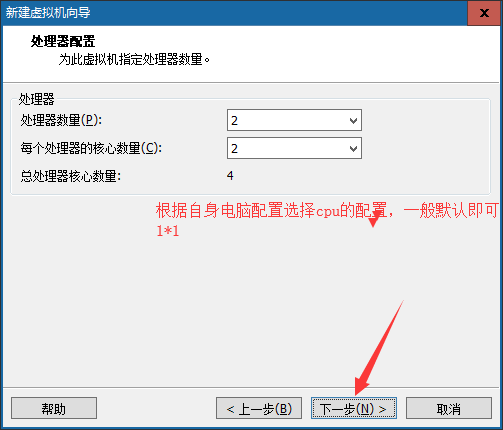 新建虚拟机向导
x
处理器配置
为此虚拟机指定处理器数量。
处理器
处理器数量(P):
2
每个处理器的核心数量(C):
2
总处理器核心数量:
4
根据自身电脑配置选择cpu的配置，一般默认即可
1*1
帮助
< 上一步(B)
下一步(N) >
取消